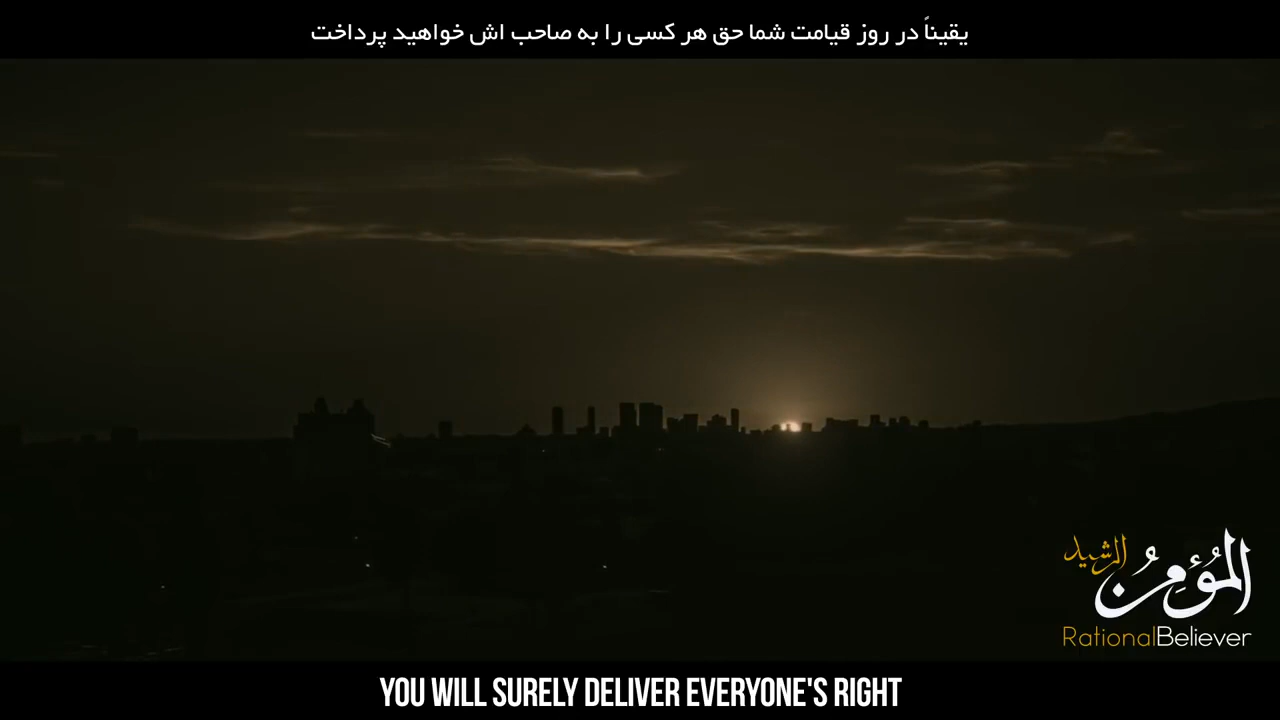 یقیناً در روز قیامت شما حق هر کسی را به صاحب اش خواهید پرداخت
المؤمن الرشيد
RationalBeliever
YOU WILL SURELY DELIVER EVERYONE'S RIGHT